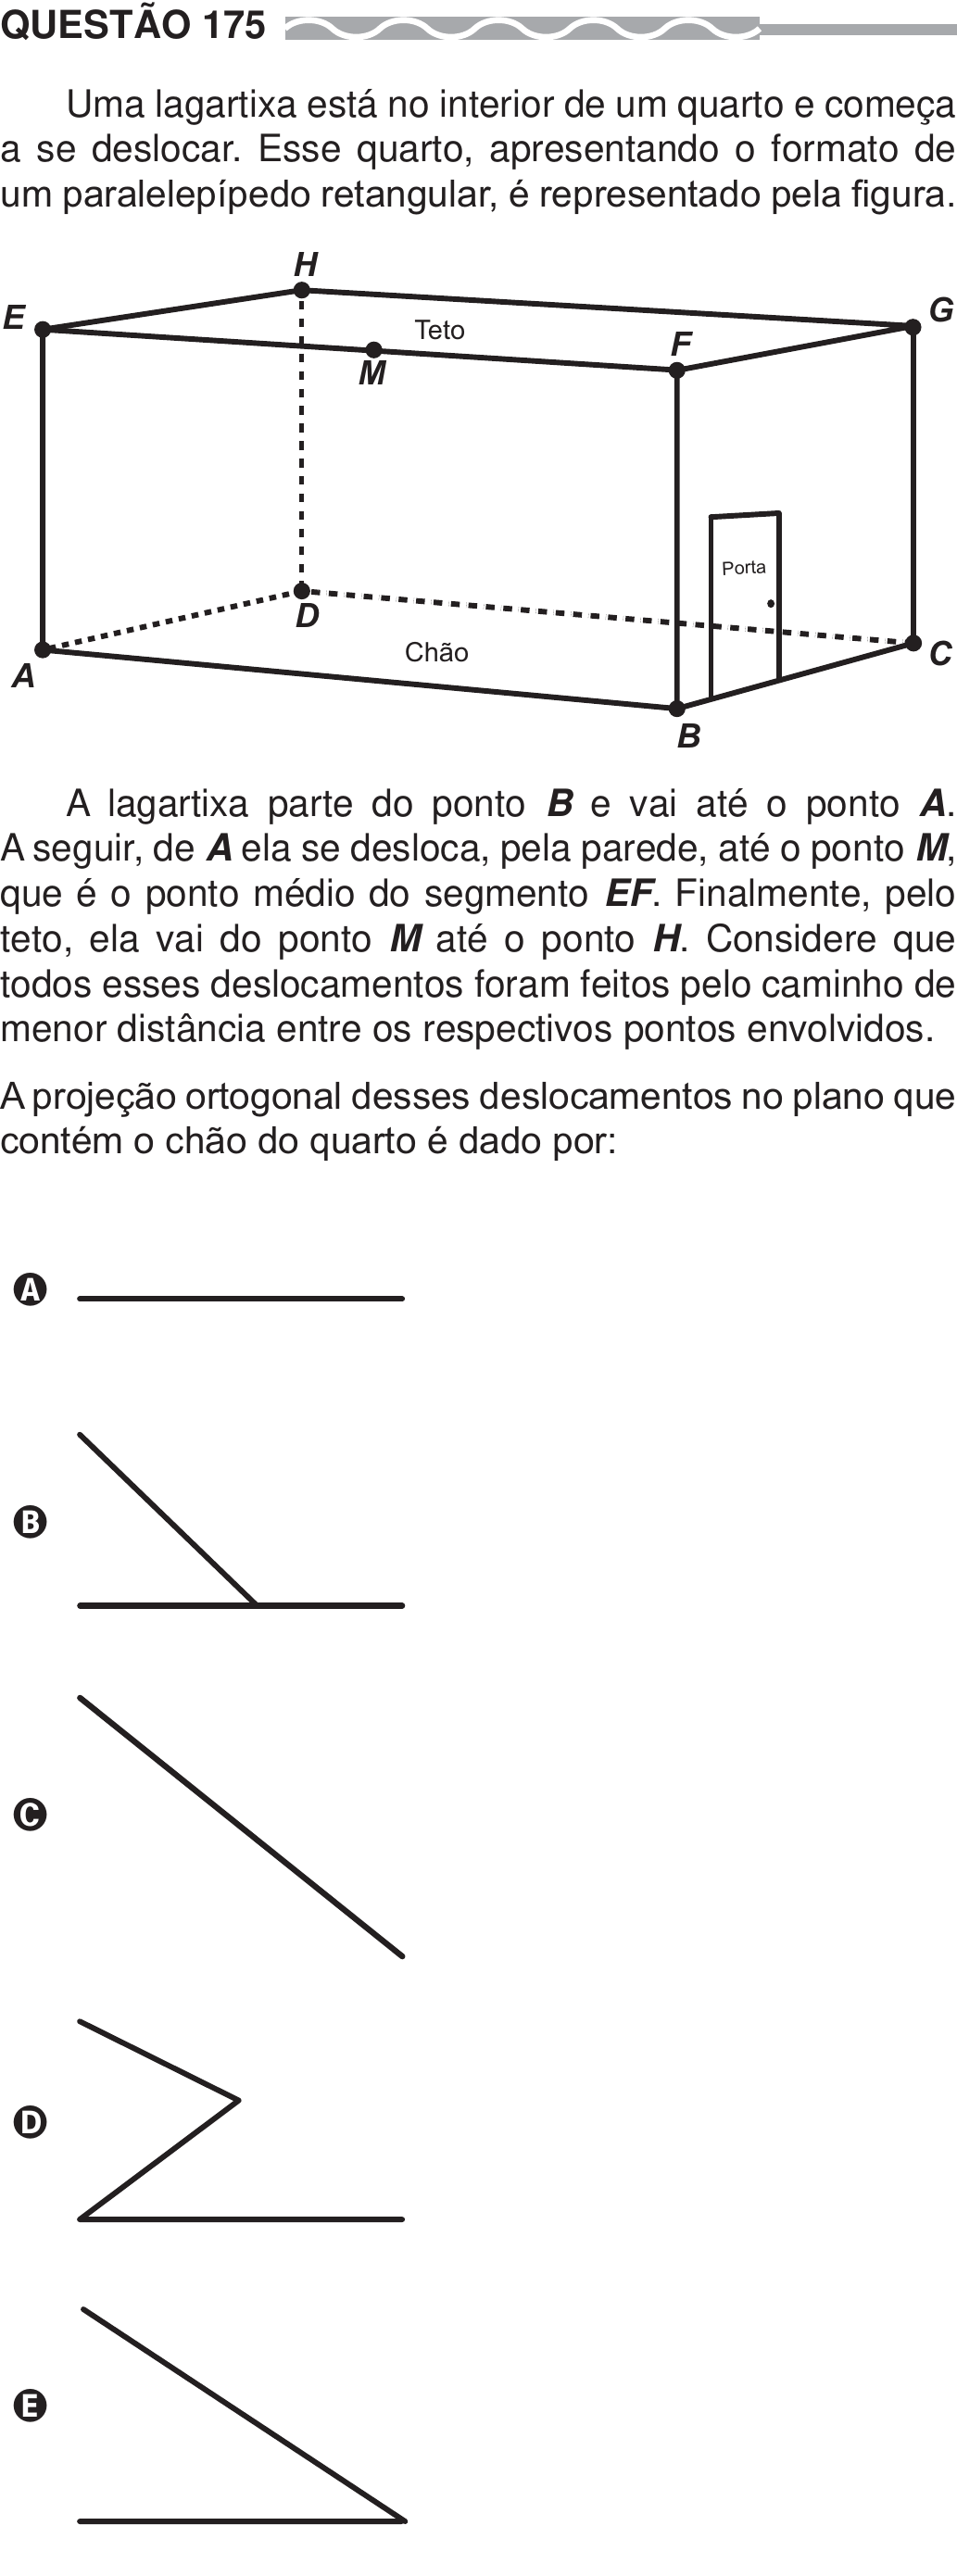 QUESTÃO 175
Uma lagartixa está no interior de um quarto e começa
a se deslocar. Esse quarto, apresentando o formato de
um paralelepípedo retangular, é representado pela figura.
H
E
G
Teto
F
M
Porta
D
Chão
C
A
B
A lagartixa parte do ponto B e vai até o ponto A.
A seguir, de A ela se desloca, pela parede, até o ponto M,
que é o ponto médio do segmento EF. Finalmente, pelo
teto, ela vai do ponto M até o ponto H. Considere que
todos esses deslocamentos foram feitos pelo caminho de
menor distância entre os respectivos pontos envolvidos.
A projeção ortogonal desses deslocamentos no plano que
contém o chão do quarto é dado por:
A
B
C
D
E